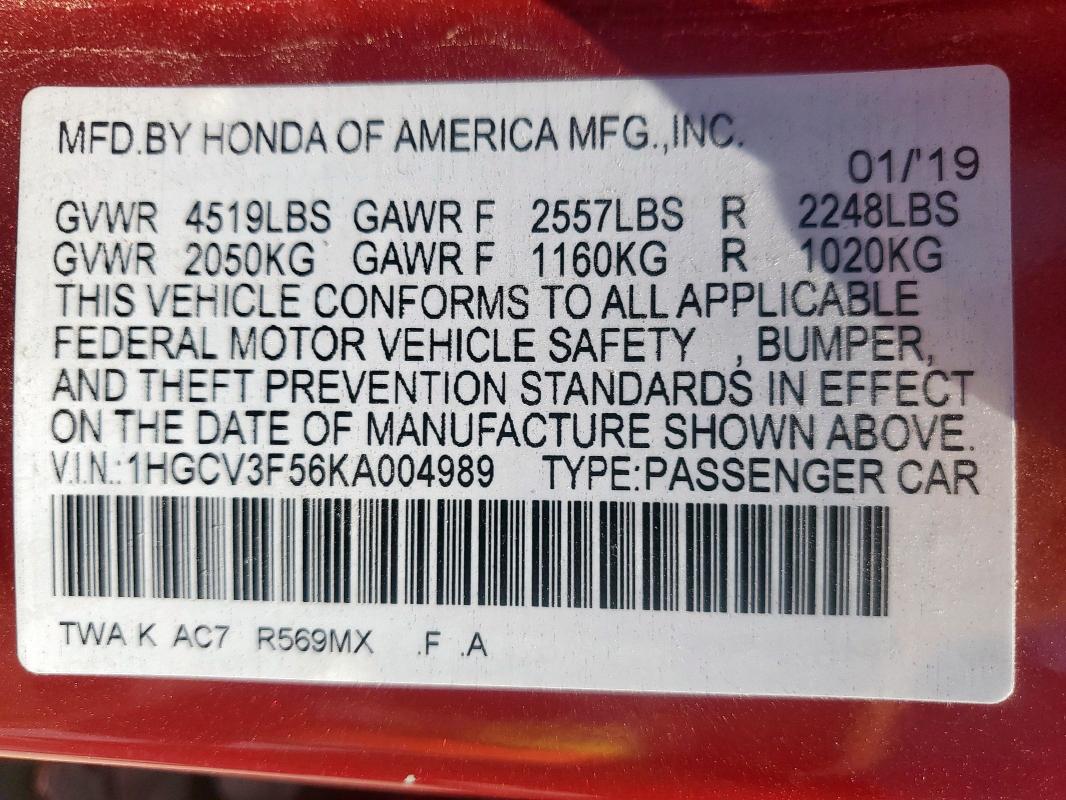 MFD.BY HONDA OF AMERICA MFG.,INC.
01/'19
GVWR 4519LBS GAWR F 2557LBS R 2248LBS
GVWR 2050KG GAWR F 1160KG R 1020KG
THIS VEHICLE CONFORMS TO ALL APPLICABLE
FEDERAL MOTOR VEHICLE SAFETY , BUMPER,
AND THEFT PREVENTION STANDARDS IN EFFECT
ON THE DATE OF MANUFACTURE SHOWN ABOVE.
V.I.N.:1HGCV3F56KA004989 TYPE:PASSENGER CAR
TWA K AC7 R569MX .F .A